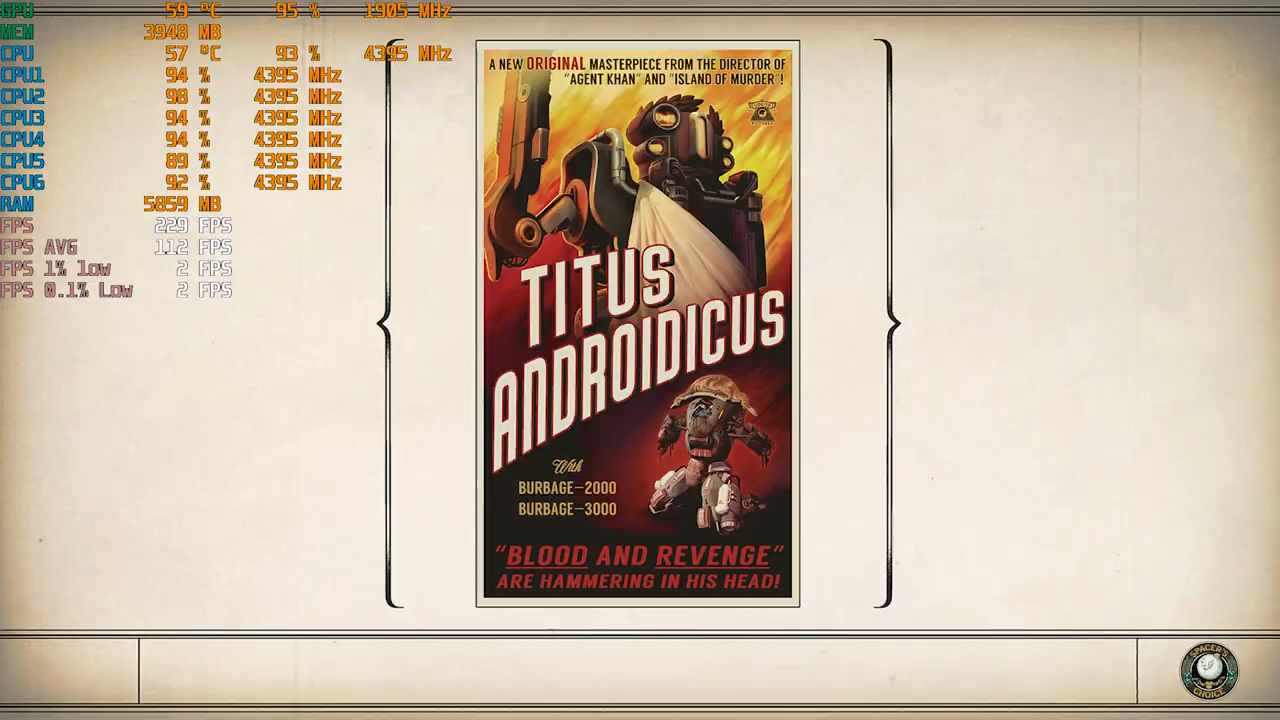 GPU 59 °C 95 % 1905 MHz
MEM 3948 MB
CPU 57 °C 93 % 4395 MHz
CPU1 94 % 4395 MHz
CPU2 98 % 4395 MHz
CPU3 94 % 4395 MHz
CPU4 94 % 4395 MHz
CPU5 89 % 4395 MHz
CPU6 92 % 4395 MHz
RAM 5859 MB
FPS 229 FPS
FPS AVG 112 FPS
FPS 1% low 2 FPS
FPS 0.1% Low 2 FPS
A NEW ORIGINAL MASTERPIECE FROM THE DIRECTOR OF
"AGENT KHAN" AND "ISLAND OF MURDER"!
TITUS
ANDROIDICUS
With
BURBAGE-2000
BURBAGE-3000
"BLOOD AND REVENGE"
ARE HAMMERING IN HIS HEAD!
SPACER'S
CHOICE